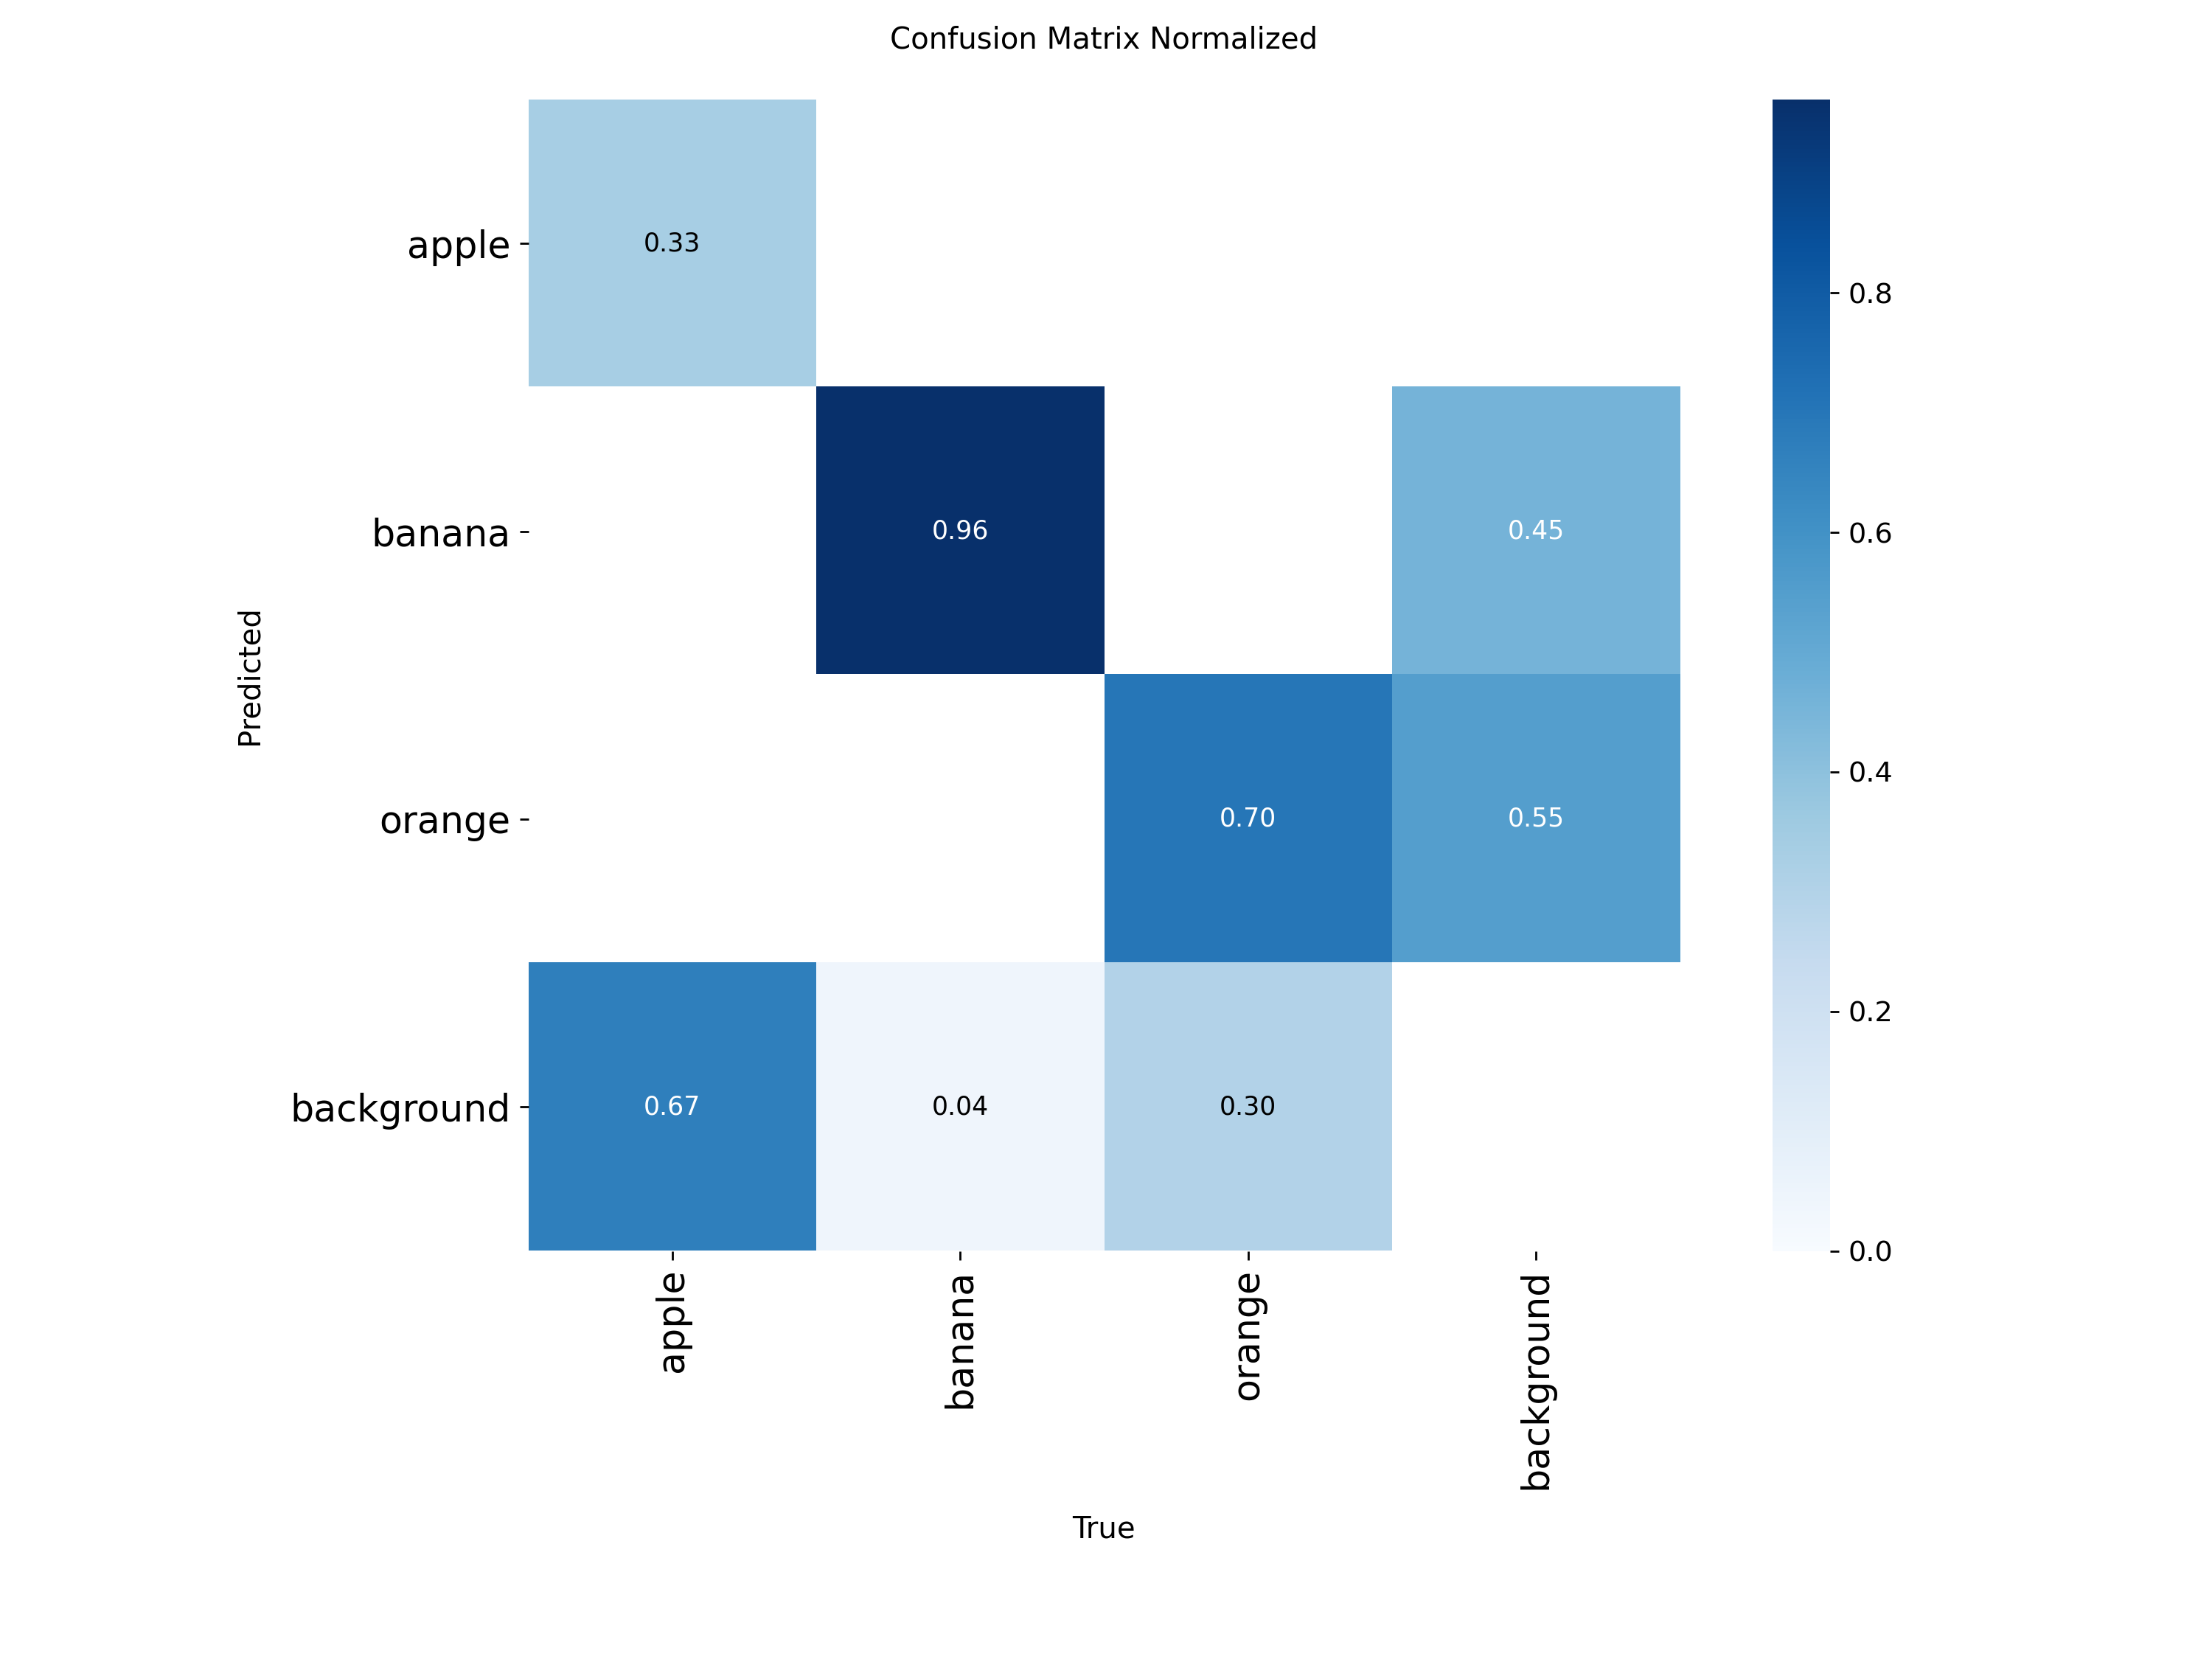 Confusion Matrix Normalized
apple
0.33
0.8
banana
0.96
0.45
0.6
Predicted
0.4
orange
0.70
0.55
0.2
background
0.67
0.04
0.30
0.0
apple
banana
orange
background
True